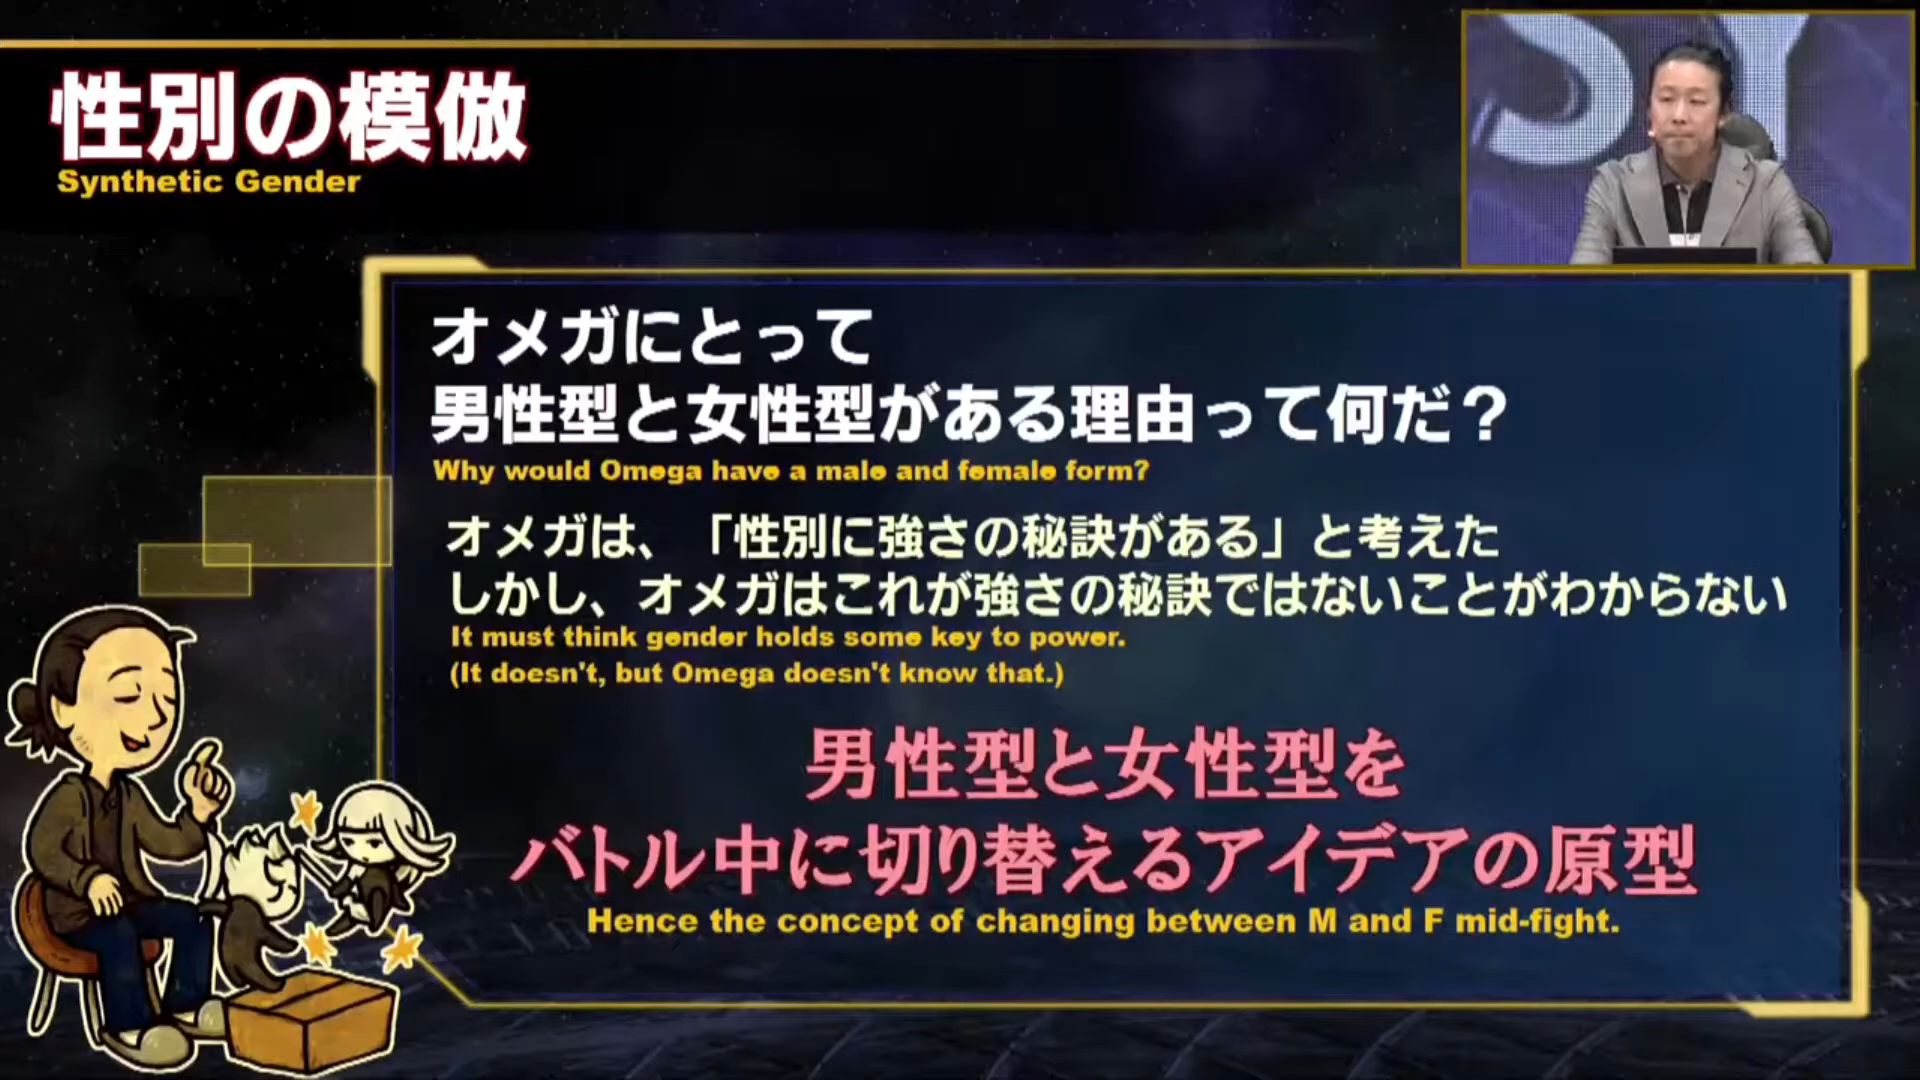 性別の模倣
Synthetic Gender
SY
オメガにとって
男性型と女性型がある理由って何だ？
Why would Omega have a male and female form?
オメガは、「性別に強さの秘訣がある」と考えた
しかし、オメガはこれが強さの秘訣ではないことがわからない
It must think gender holds some key to power.
(It doesn't, but Omega doesn't know that.)
男性型と女性型を
バトル中に切り替えるアイデアの原型
Hence the concept of changing between M and F mid-fight.